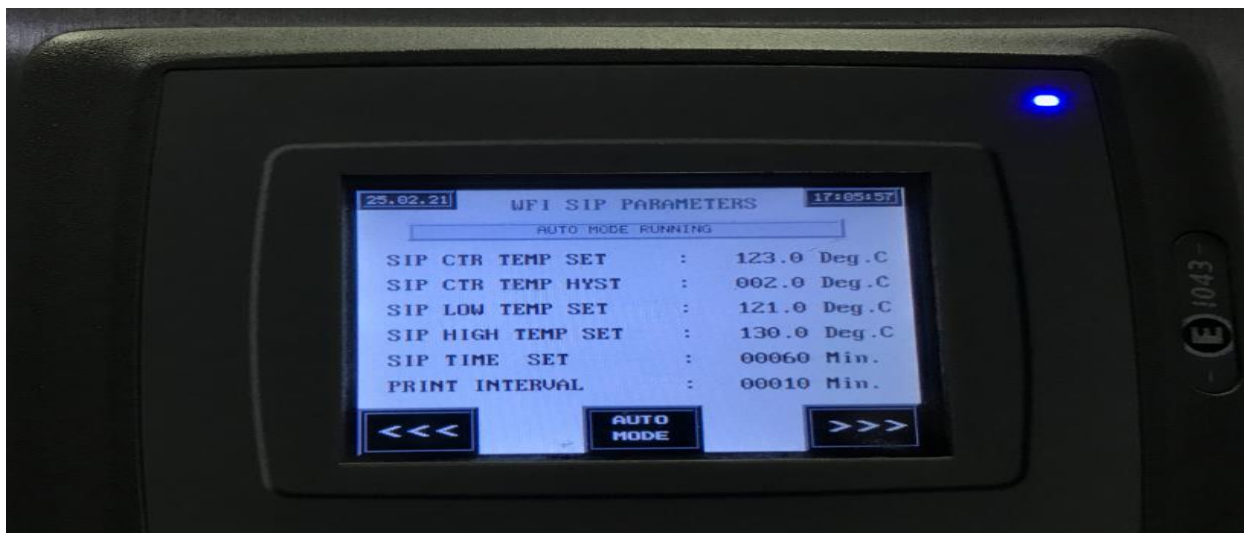 25.02.21 WFI SIP PARAMETERS 17:05:57
AUTO MODE RUNNING
SIP CTR TEMP SET : 123.0 Deg.C
SIP CTR TEMP HYST : 002.0 Deg.C
SIP LOW TEMP SET : 121.0 Deg.C
SIP HIGH TEMP SET : 130.0 Deg.C
SIP TIME SET : 00060 Min.
PRINT INTERVAL : 00010 Min.
<<< AUTO MODE >>>
- E 1043 -